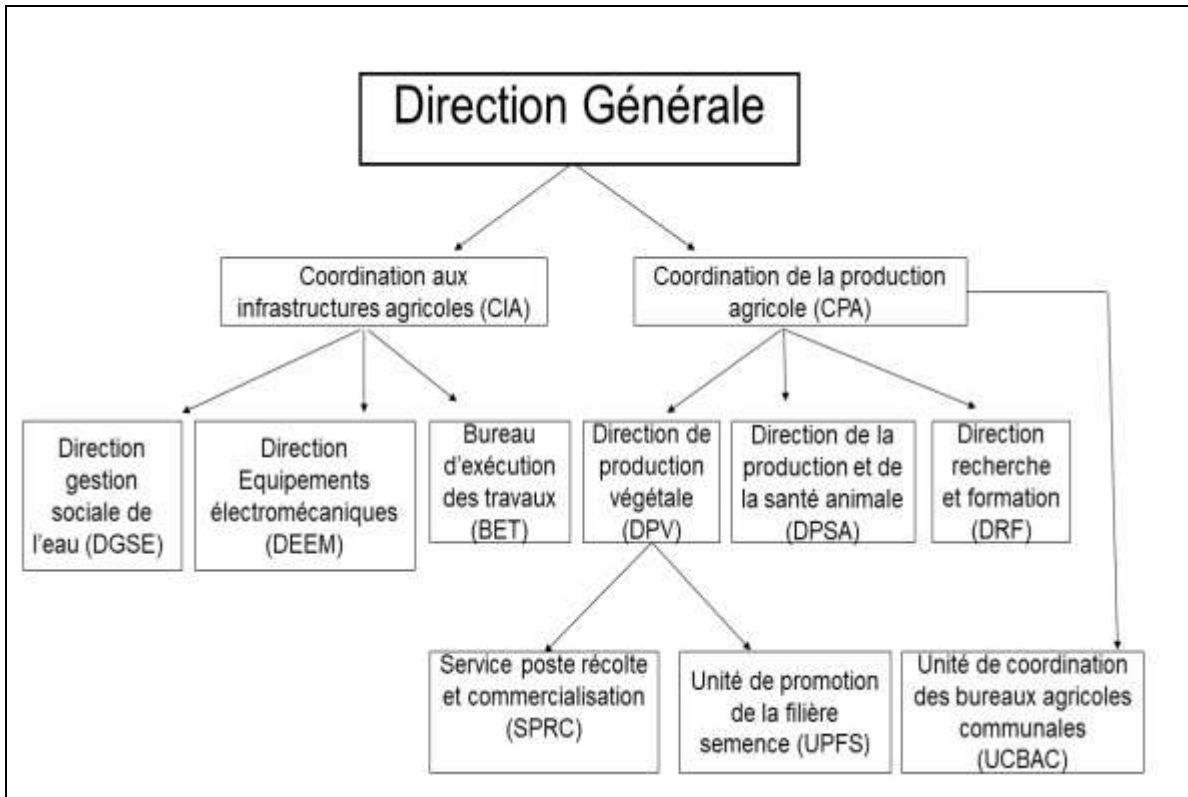 Direction Générale
Coordination aux
infrastructures agricoles (CIA)
Coordination de la production
agricole (CPA)
Direction
gestion
sociale de
l'eau (DGSE)
Direction
Equipements
électromécaniques
(DEEM)
Bureau
d'exécution
des travaux
(BET)
Direction de
production
végétale
(DPV)
Direction de la
production et de
la santé animale
(DPSA)
Direction
recherche
et formation
(DRF)
Service poste récolte
et commercialisation
(SPRC)
Unité de promotion
de la filière
semence (UPFS)
Unité de coordination
des bureaux agricoles
communales
(UCBAC)